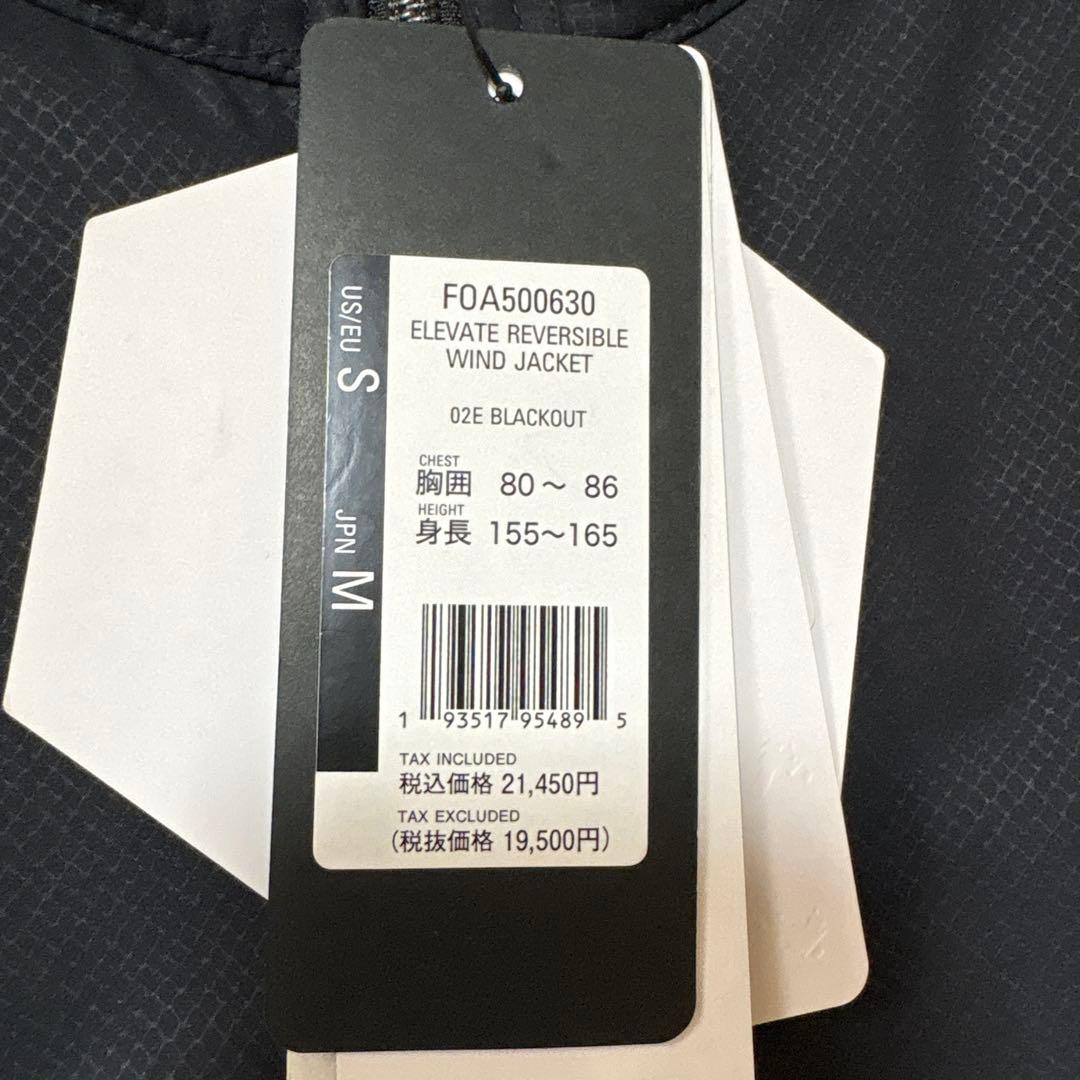 FOA500630
ELEVATE REVERSIBLE
WIND JACKET
02E BLACKOUT
US/EU S
JPN M
CHEST
胸囲 80～ 86
HEIGHT
身長 155～165
1 93517 95489 5
TAX INCLUDED
税込価格 21,450円
TAX EXCLUDED
(税抜価格 19,500円)